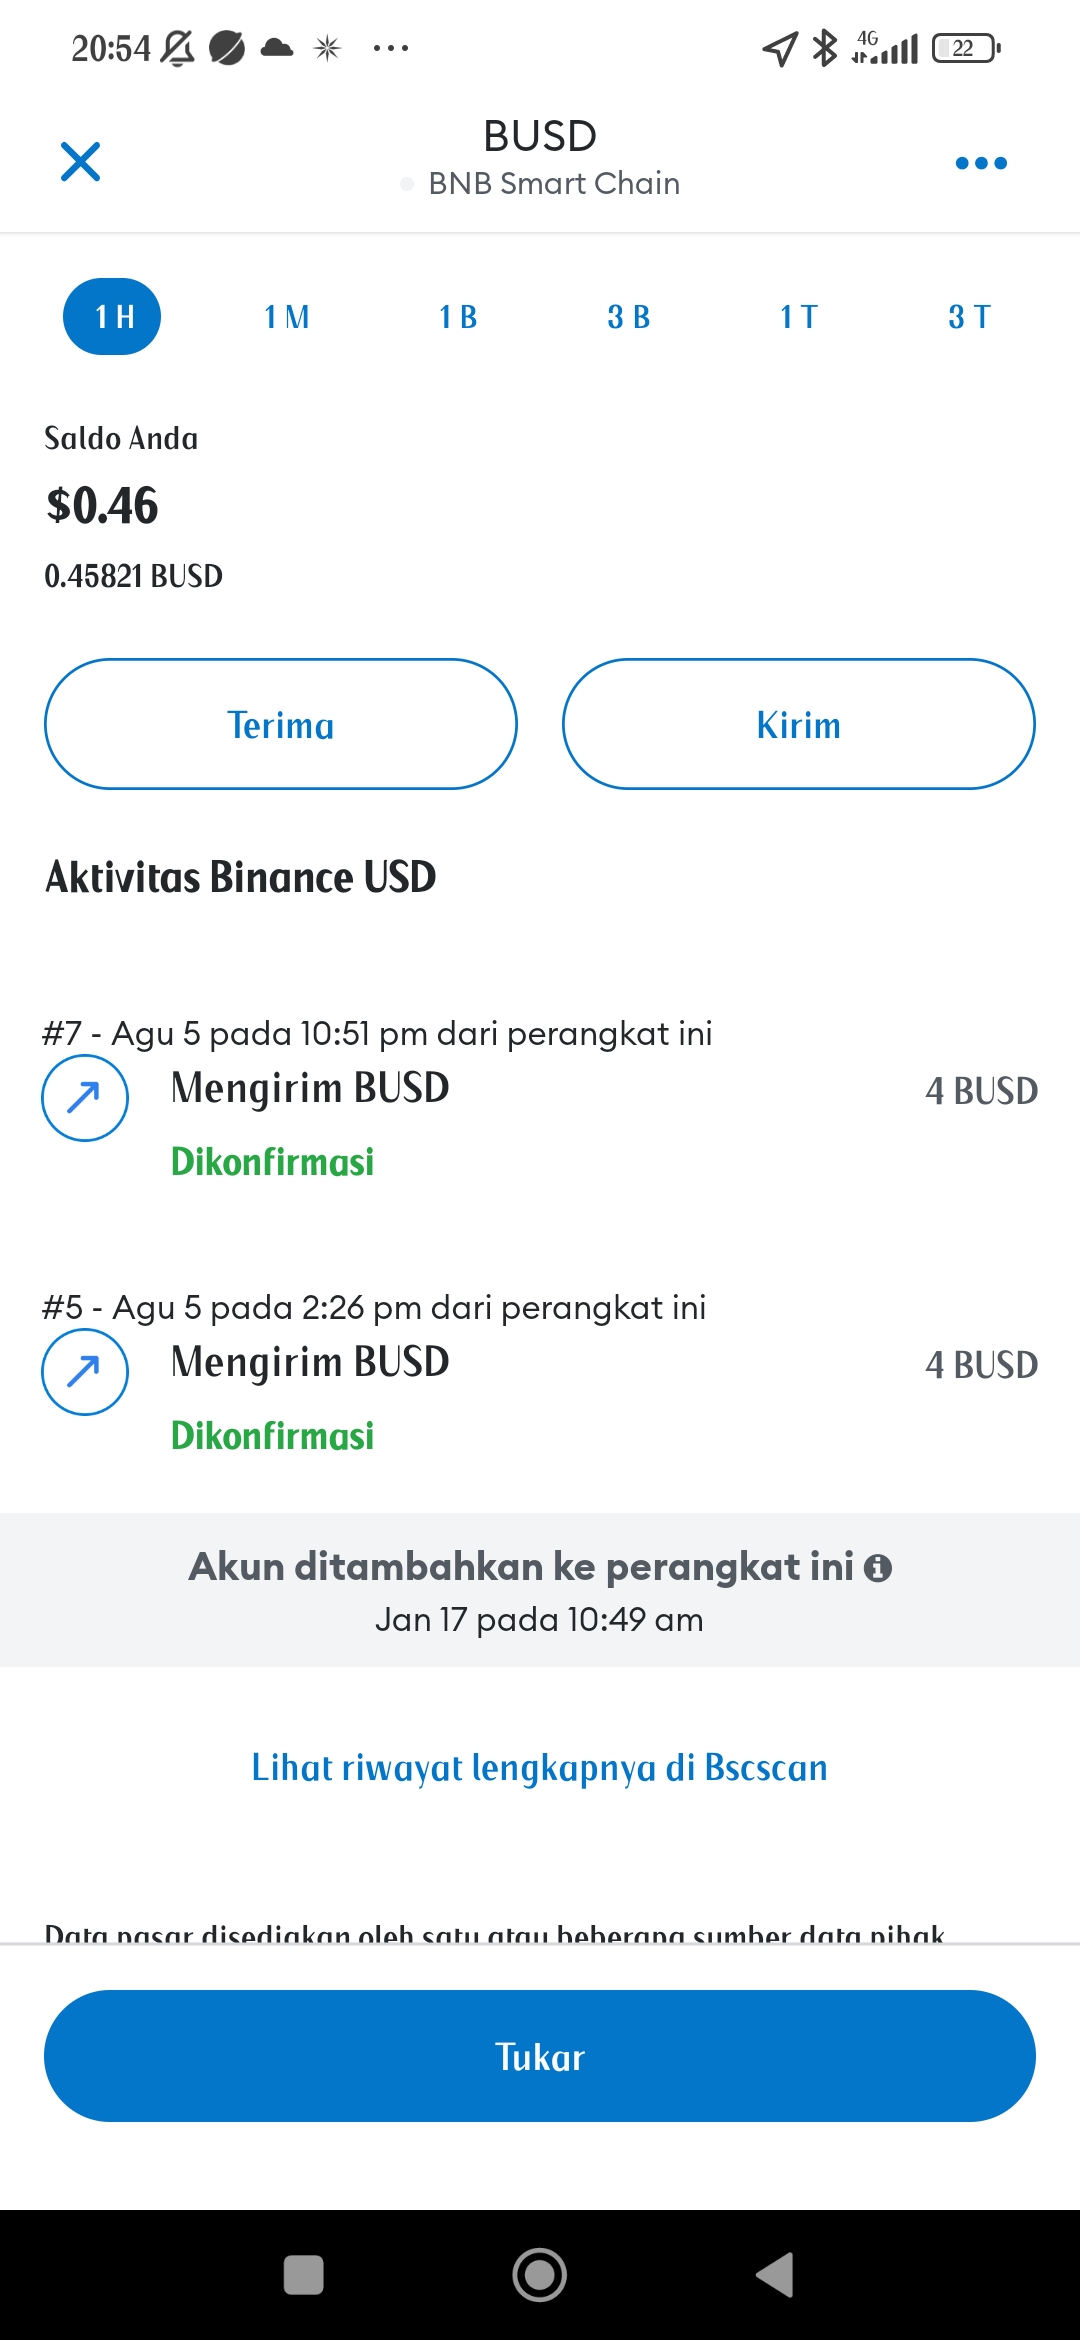 20:54
4G
22
BUSD
BNB Smart Chain
1 H 1 M 1 B 3 B 1 T 3 T
Saldo Anda
$0.46
0.45821 BUSD
Terima Kirim
Aktivitas Binance USD
#7 - Agu 5 pada 10:51 pm dari perangkat ini
Mengirim BUSD 4 BUSD
Dikonfirmasi
#5 - Agu 5 pada 2:26 pm dari perangkat ini
Mengirim BUSD 4 BUSD
Dikonfirmasi
Akun ditambahkan ke perangkat ini
Jan 17 pada 10:49 am
Lihat riwayat lengkapnya di Bscscan
Data pasar disediakan oleh satu atau beberapa sumber data pihak
Tukar